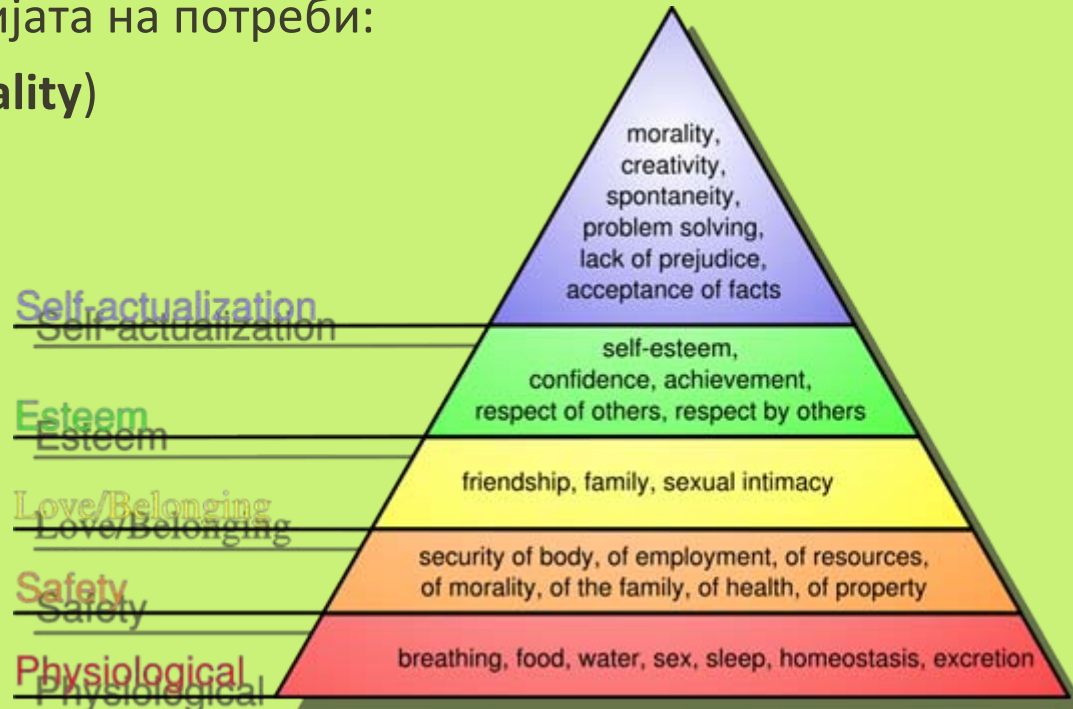 ијата на потреби:
ality)
morality,
creativity,
spontaneity,
problem solving,
lack of prejudice,
acceptance of facts
Self-actualization
self-esteem,
confidence, achievement,
respect of others, respect by others
Esteem
friendship, family, sexual intimacy
Love/Belonging
security of body, of employment, of resources,
of morality, of the family, of health, of property
Safety
breathing, food, water, sex, sleep, homeostasis, excretion
Physiological